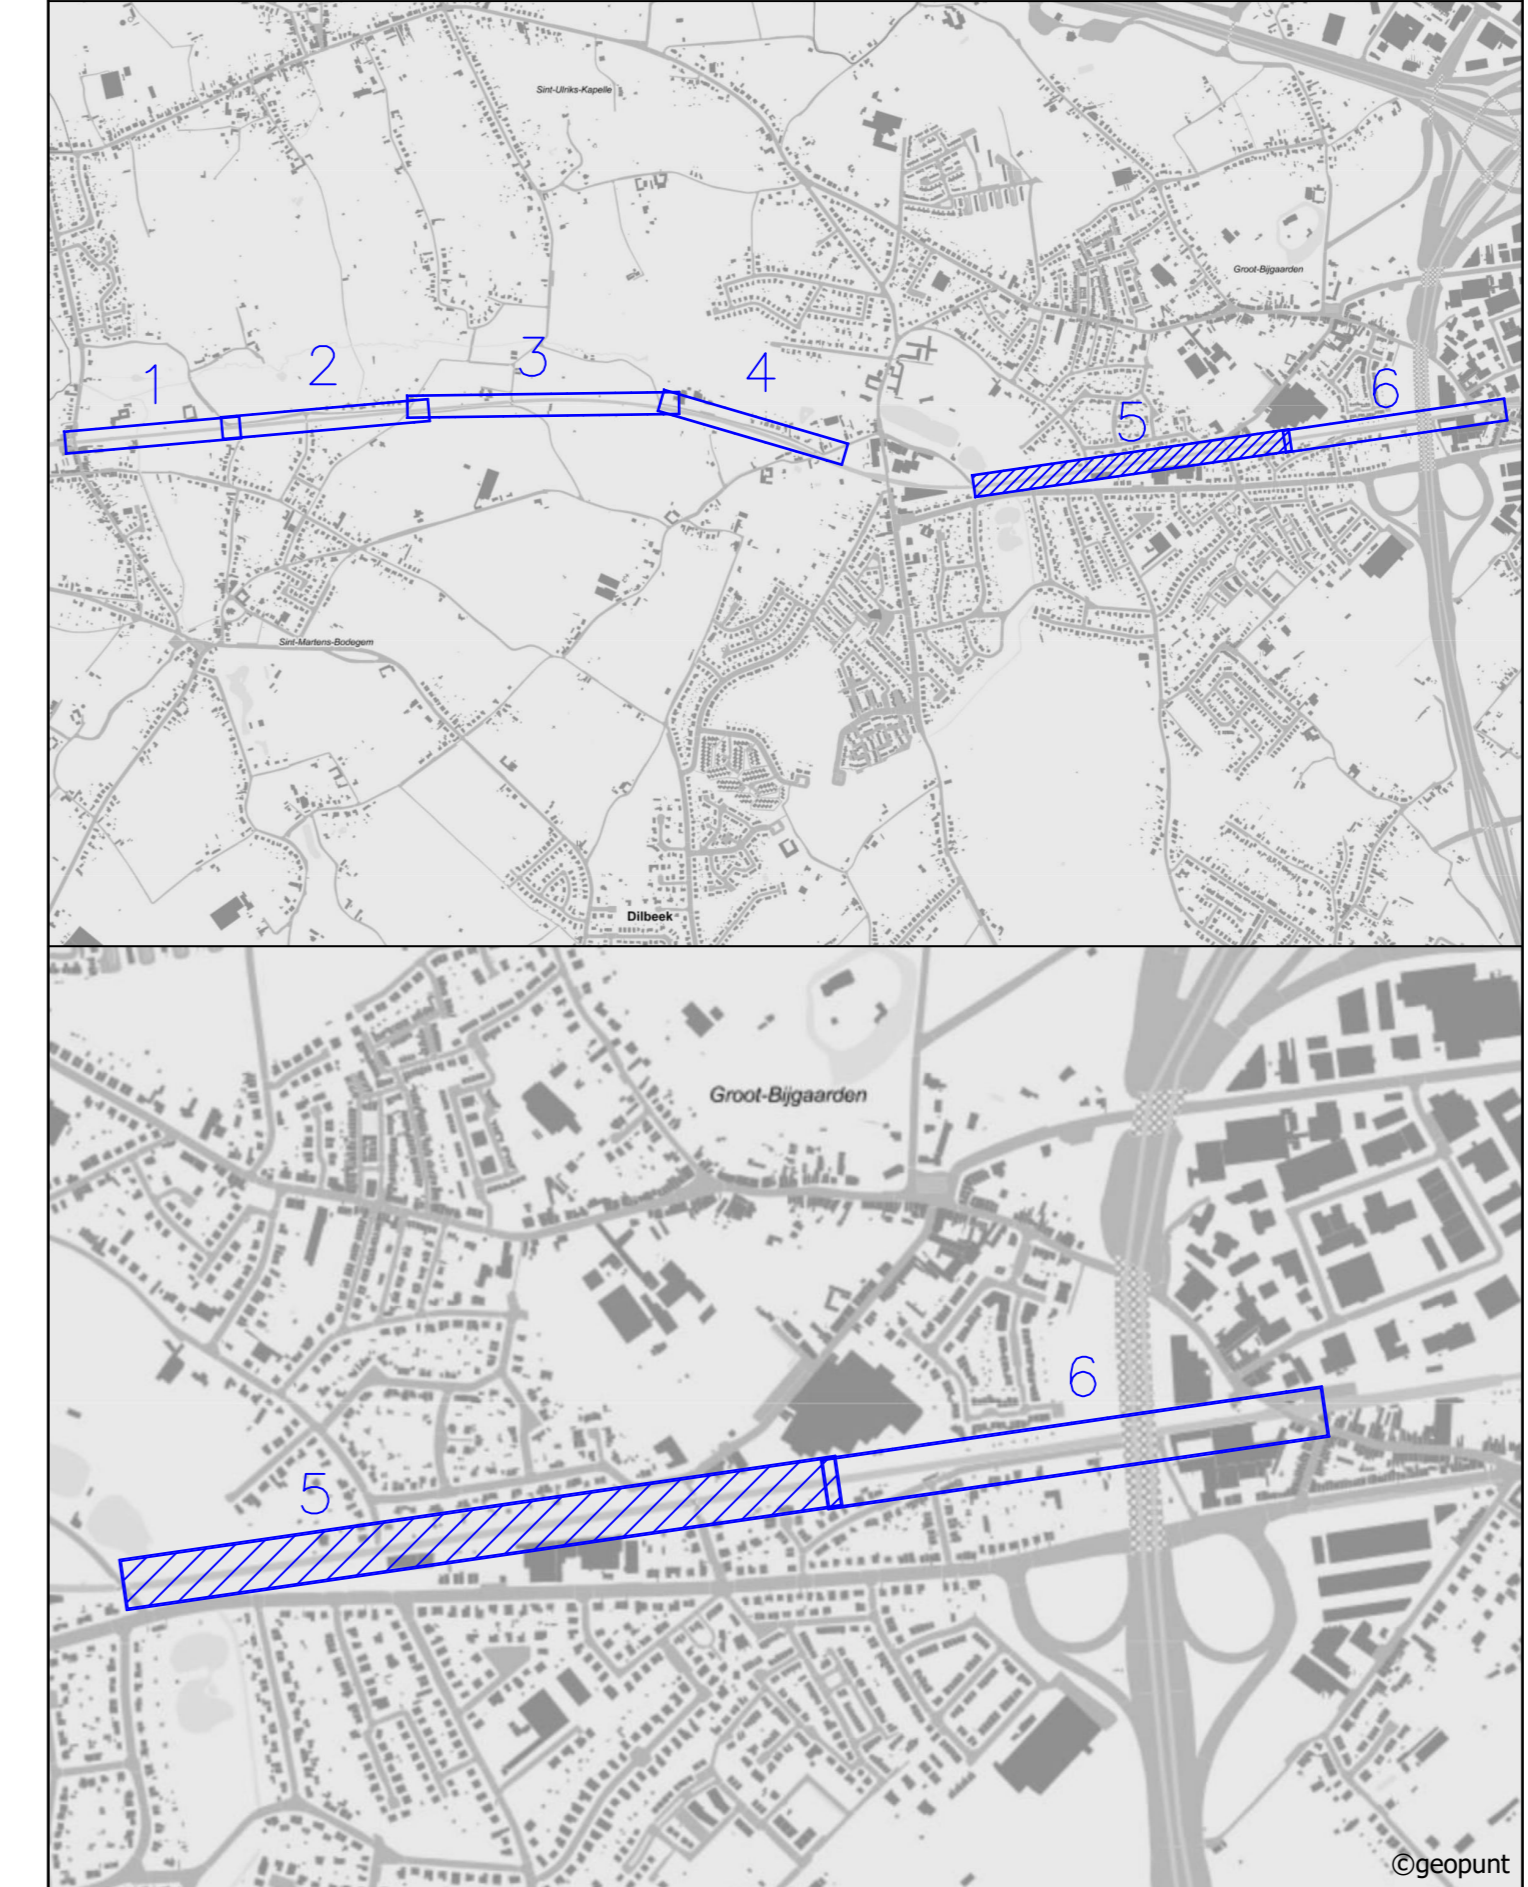 Sint-Ulriks-Kapelle
Groot-Bijgaarden
1
2
3
4
5
6
Sint-Martens-Bodegem
Dilbeek
Groot-Bijgaarden
6
5
©geopunt